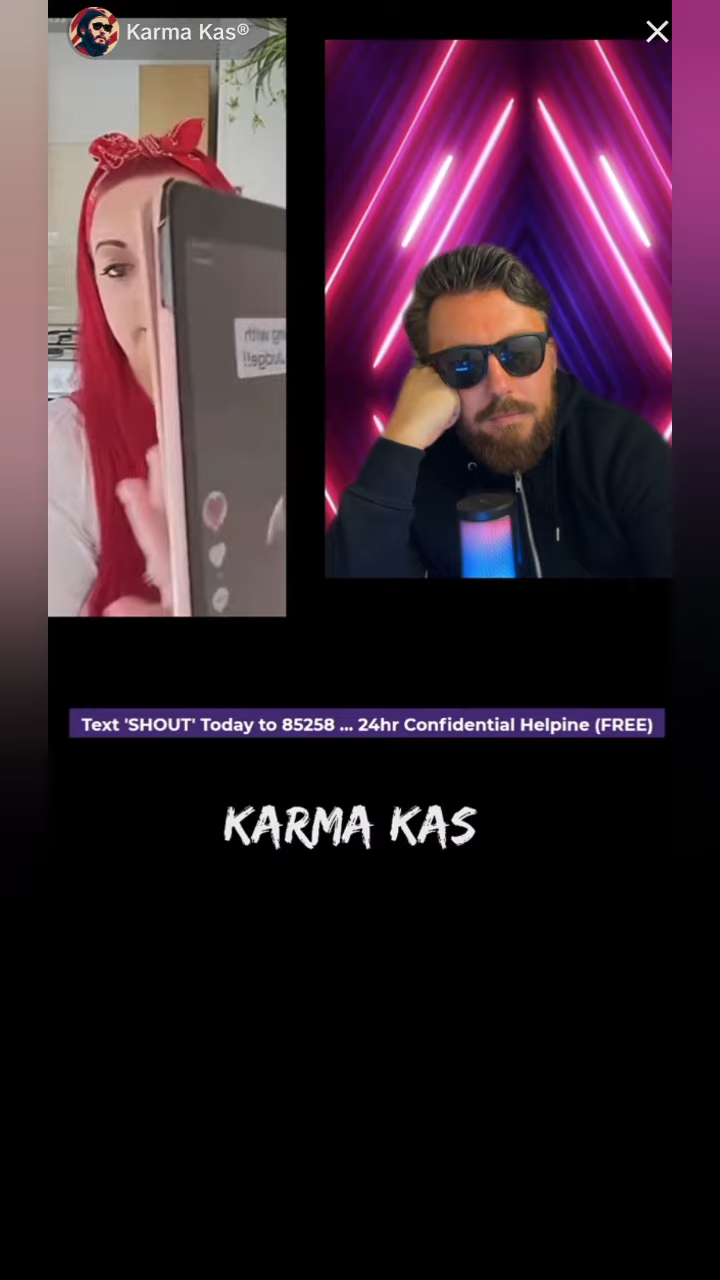 Karma Kas®
Text 'SHOUT' Today to 85258 ... 24hr Confidential Helpine (FREE)
KARMA KAS